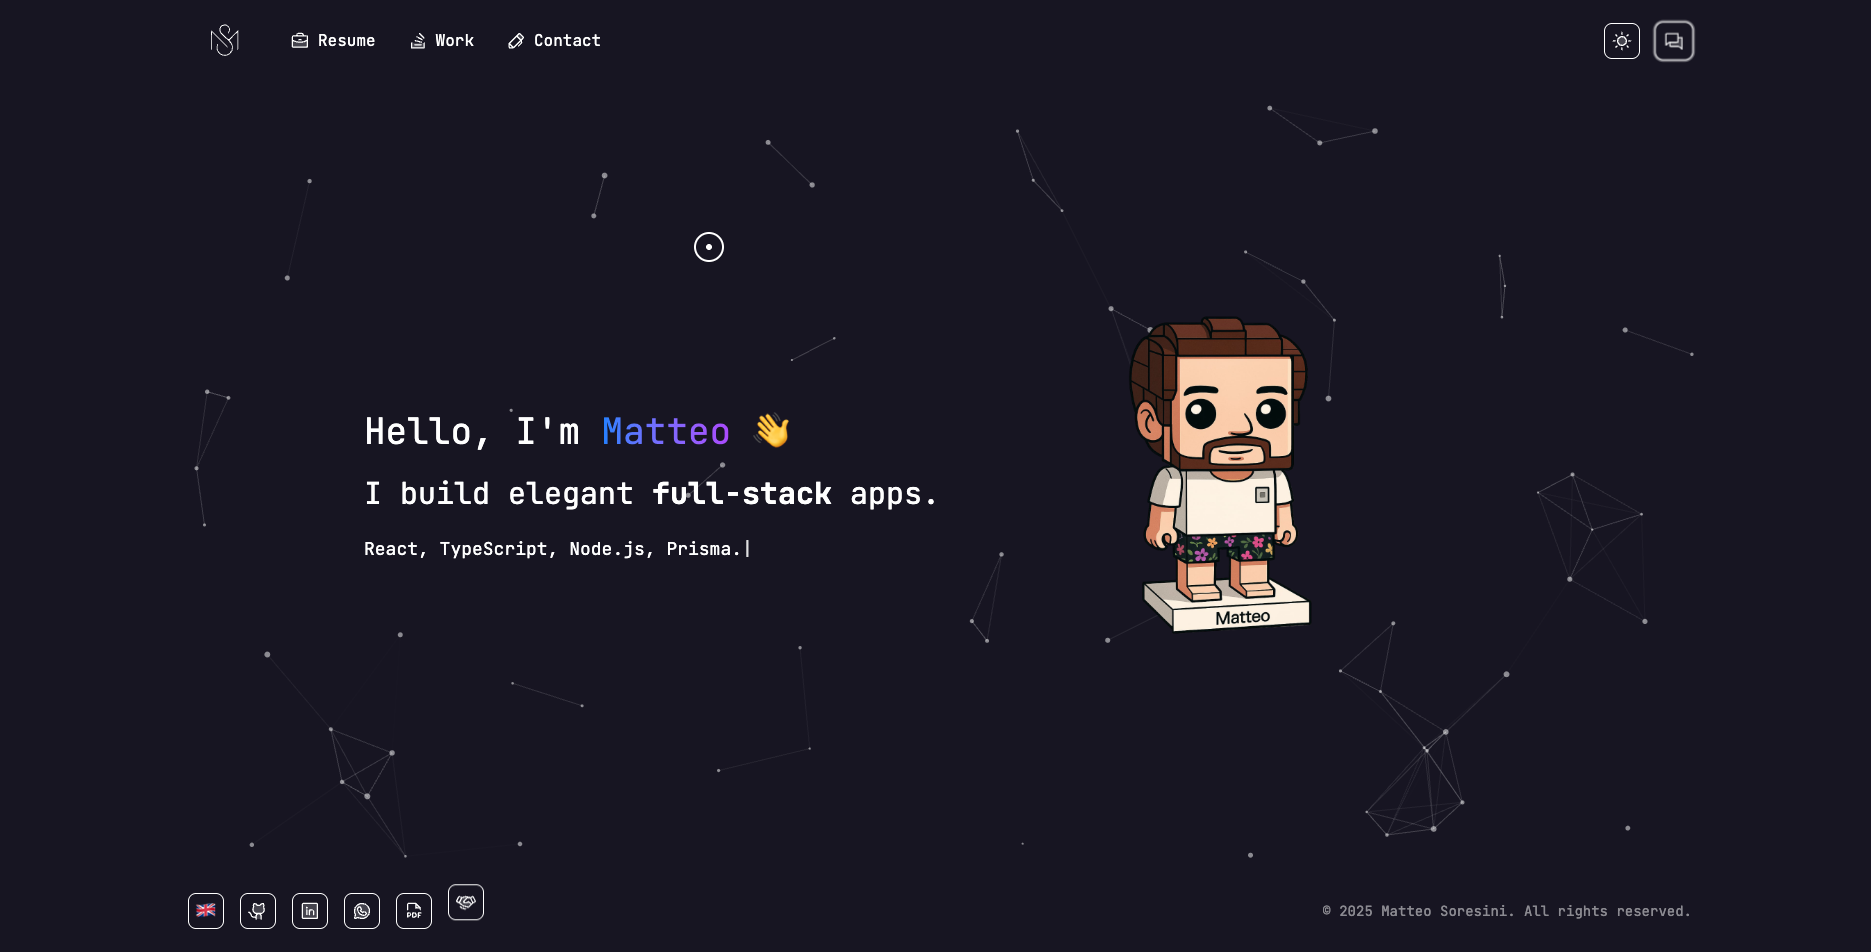 Resume
Work
Contact
Hello, I'm Matteo 👋
I build elegant full-stack apps.
React, TypeScript, Node.js, Prisma.|
Matteo
in
PDF
© 2025 Matteo Soresini. All rights reserved.